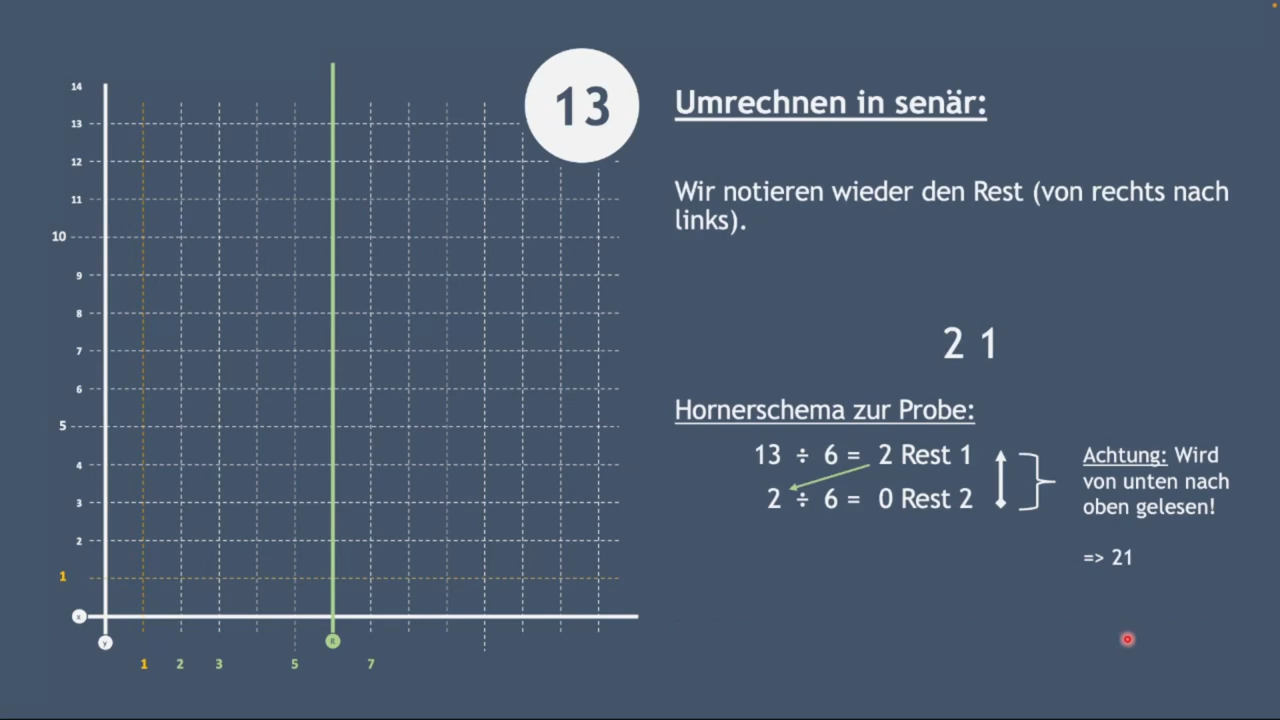 13
Umrechnen in senär:
Wir notieren wieder den Rest (von rechts nach
links).
2 1
Hornerschema zur Probe:
13 ÷ 6 = 2 Rest 1
2 ÷ 6 = 0 Rest 2
Achtung: Wird
von unten nach
oben gelesen!
=> 21
14
13
12
11
10
9
8
7
6
5
4
3
2
1
X
Y
R
1 2 3 5 7